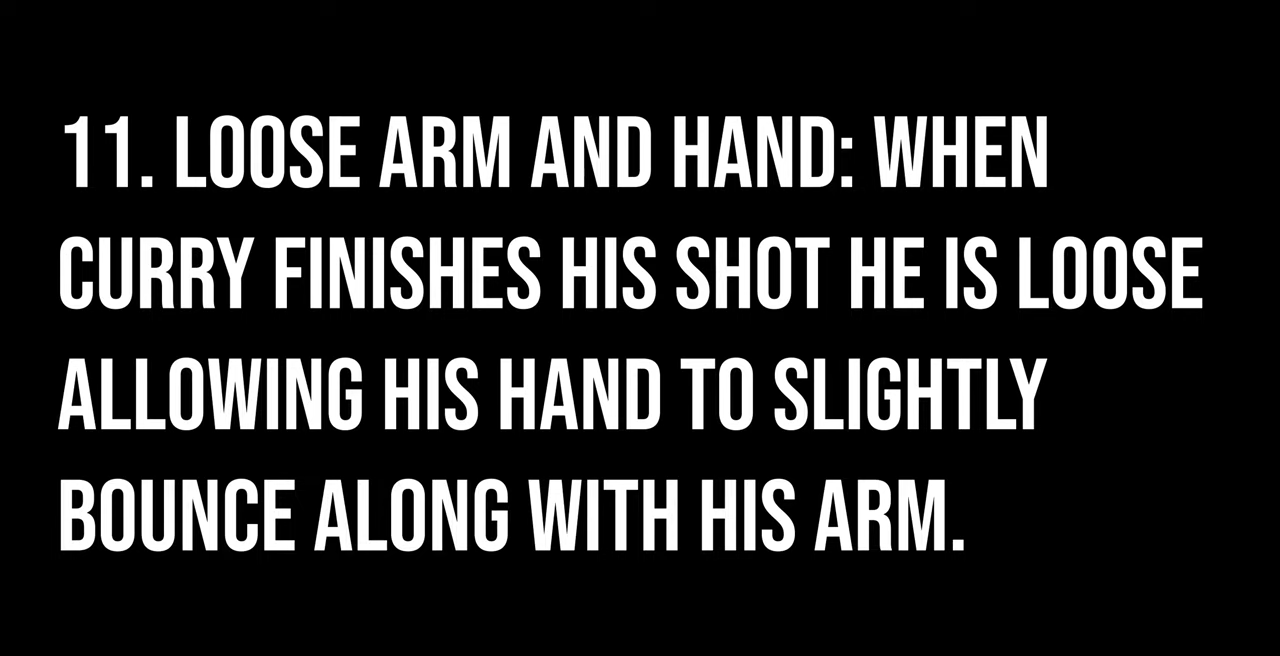 11. LOOSE ARM AND HAND: WHEN
CURRY FINISHES HIS SHOT HE IS LOOSE
ALLOWING HIS HAND TO SLIGHTLY
BOUNCE ALONG WITH HIS ARM.